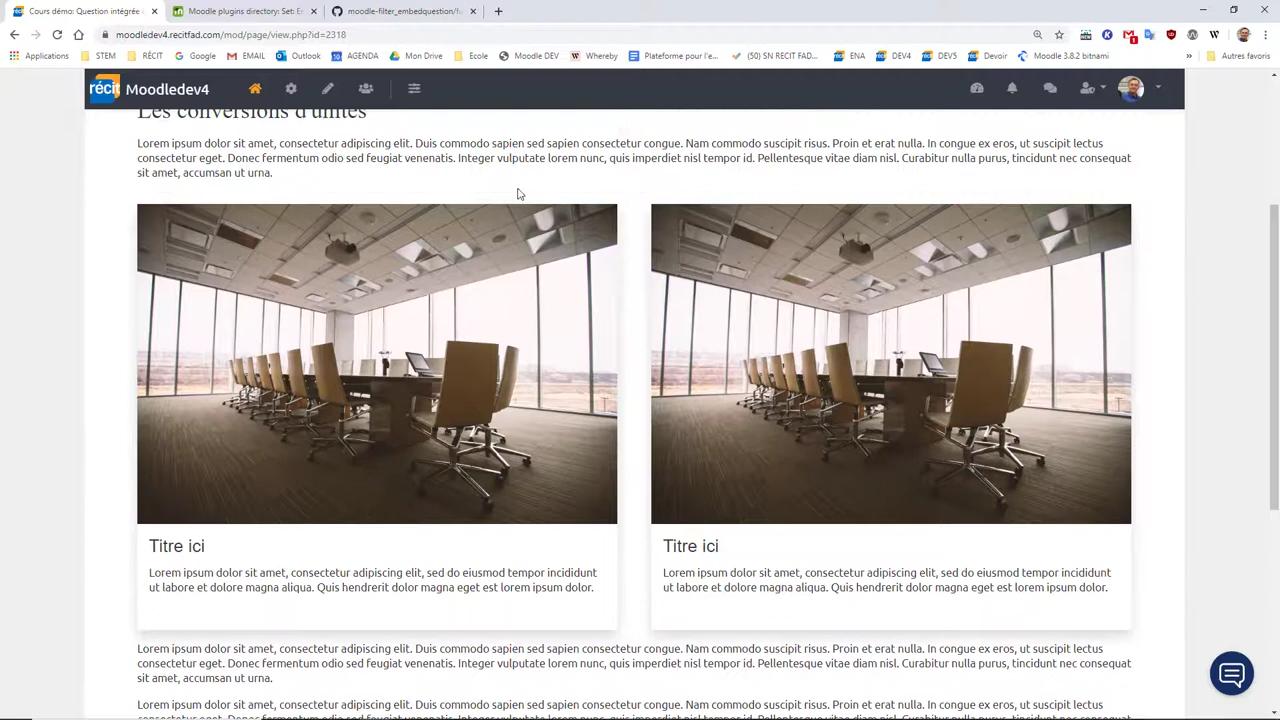 Cours démo: Question intégrée
Moodle plugins directory: Set: Er
moodle-filter_embedquestion/fu
moodledev4.recitfad.com/mod/page/view.php?id=2318
Applications
STEM
RÉCIT
Google
EMAIL
Outlook
AGENDA
Mon Drive
Ecole
Moodle DEV
Whereby
Plateforme pour l'e...
(50) SN RECIT FAD...
ENA
DEV4
DEV5
Devoir
Moodle 3.8.2 bitnami
»
Autres favoris
récit
Moodledev4
Les conversions d'unités
Lorem ipsum dolor sit amet, consectetur adipiscing elit. Duis commodo sapien sed sapien consectetur congue. Nam commodo suscipit risus. Proin et erat nulla. In congue ex eros, ut suscipit lectus
consectetur eget. Donec fermentum odio sed feugiat venenatis. Integer vulputate lorem nunc, quis imperdiet nisl tempor id. Pellentesque vitae diam nisl. Curabitur nulla purus, tincidunt nec consequat
sit amet, accumsan ut urna.
Titre ici
Lorem ipsum dolor sit amet, consectetur adipiscing elit, sed do eiusmod tempor incididunt
ut labore et dolore magna aliqua. Quis hendrerit dolor magna eget est lorem ipsum dolor.
Titre ici
Lorem ipsum dolor sit amet, consectetur adipiscing elit, sed do eiusmod tempor incididunt
ut labore et dolore magna aliqua. Quis hendrerit dolor magna eget est lorem ipsum dolor.
Lorem ipsum dolor sit amet, consectetur adipiscing elit. Duis commodo sapien sed sapien consectetur congue. Nam commodo suscipit risus. Proin et erat nulla. In congue ex eros, ut suscipit lectus
consectetur eget. Donec fermentum odio sed feugiat venenatis. Integer vulputate lorem nunc, quis imperdiet nisl tempor id. Pellentesque vitae diam nisl. Curabitur nulla purus, tincidunt nec consequat
sit amet, accumsan ut urna.
Lorem ipsum dolor sit amet, consectetur adipiscing elit. Duis commodo sapien sed sapien consectetur congue. Nam commodo suscipit risus. Proin et erat nulla. In congue ex eros, ut suscipit lectus